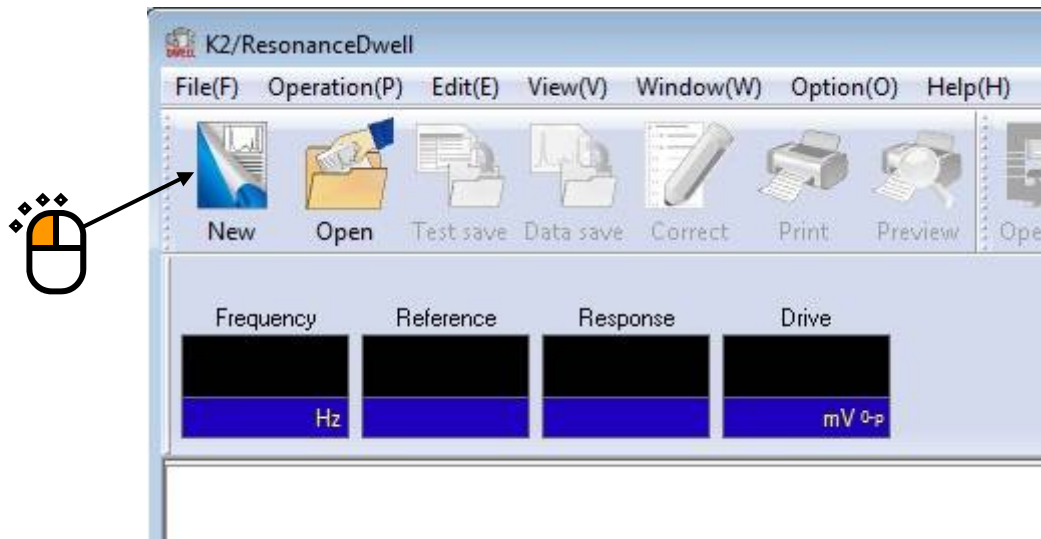 K2/ResonanceDwell
File(F) Operation(P) Edit(E) View(V) Window(W) Option(O) Help(H)
New Open Test save Data save Correct Print Preview Ope
Frequency Reference Response Drive
Hz mV 0-p